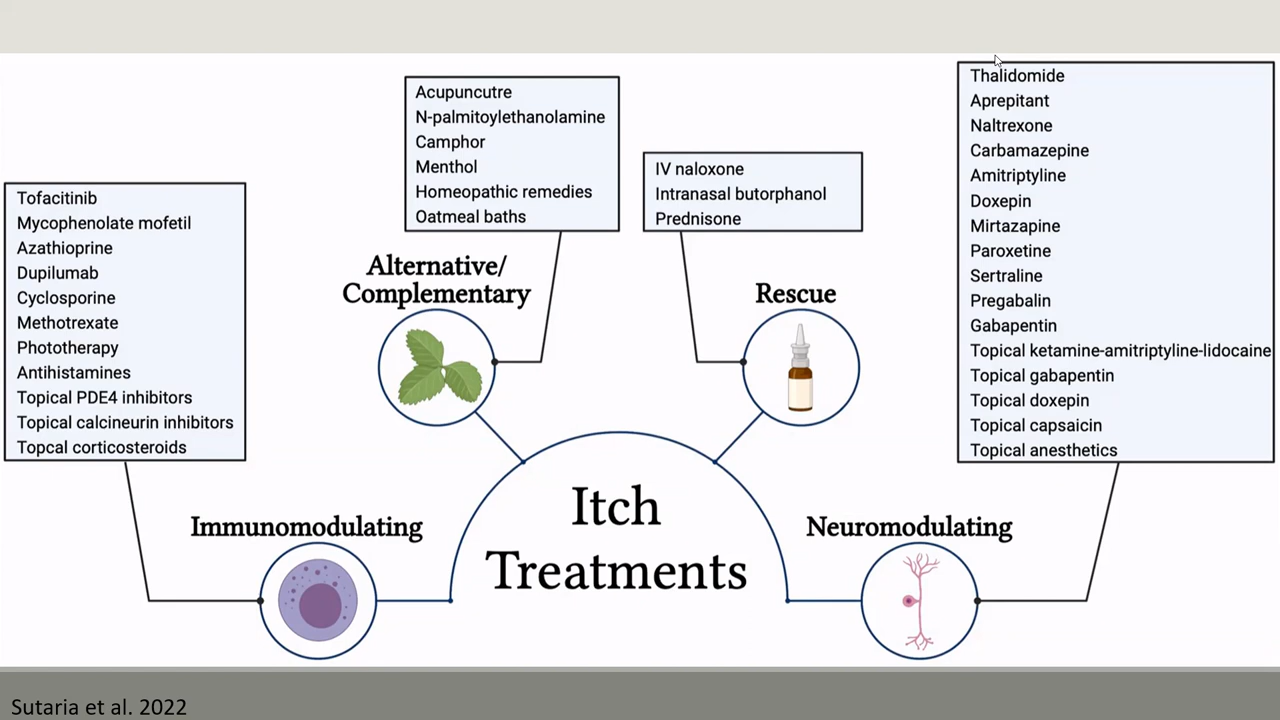 Tofacitinib
Mycophenolate mofetil
Azathioprine
Dupilumab
Cyclosporine
Methotrexate
Phototherapy
Antihistamines
Topical PDE4 inhibitors
Topical calcineurin inhibitors
Topcal corticosteroids
Immunomodulating
Acupuncutre
N-palmitoylethanolamine
Camphor
Menthol
Homeopathic remedies
Oatmeal baths
Alternative/
Complementary
IV naloxone
Intranasal butorphanol
Prednisone
Rescue
Thalidomide
Aprepitant
Naltrexone
Carbamazepine
Amitriptyline
Doxepin
Mirtazapine
Paroxetine
Sertraline
Pregabalin
Gabapentin
Topical ketamine-amitriptyline-lidocaine
Topical gabapentin
Topical doxepin
Topical capsaicin
Topical anesthetics
Neuromodulating
Itch
Treatments
Sutaria et al. 2022